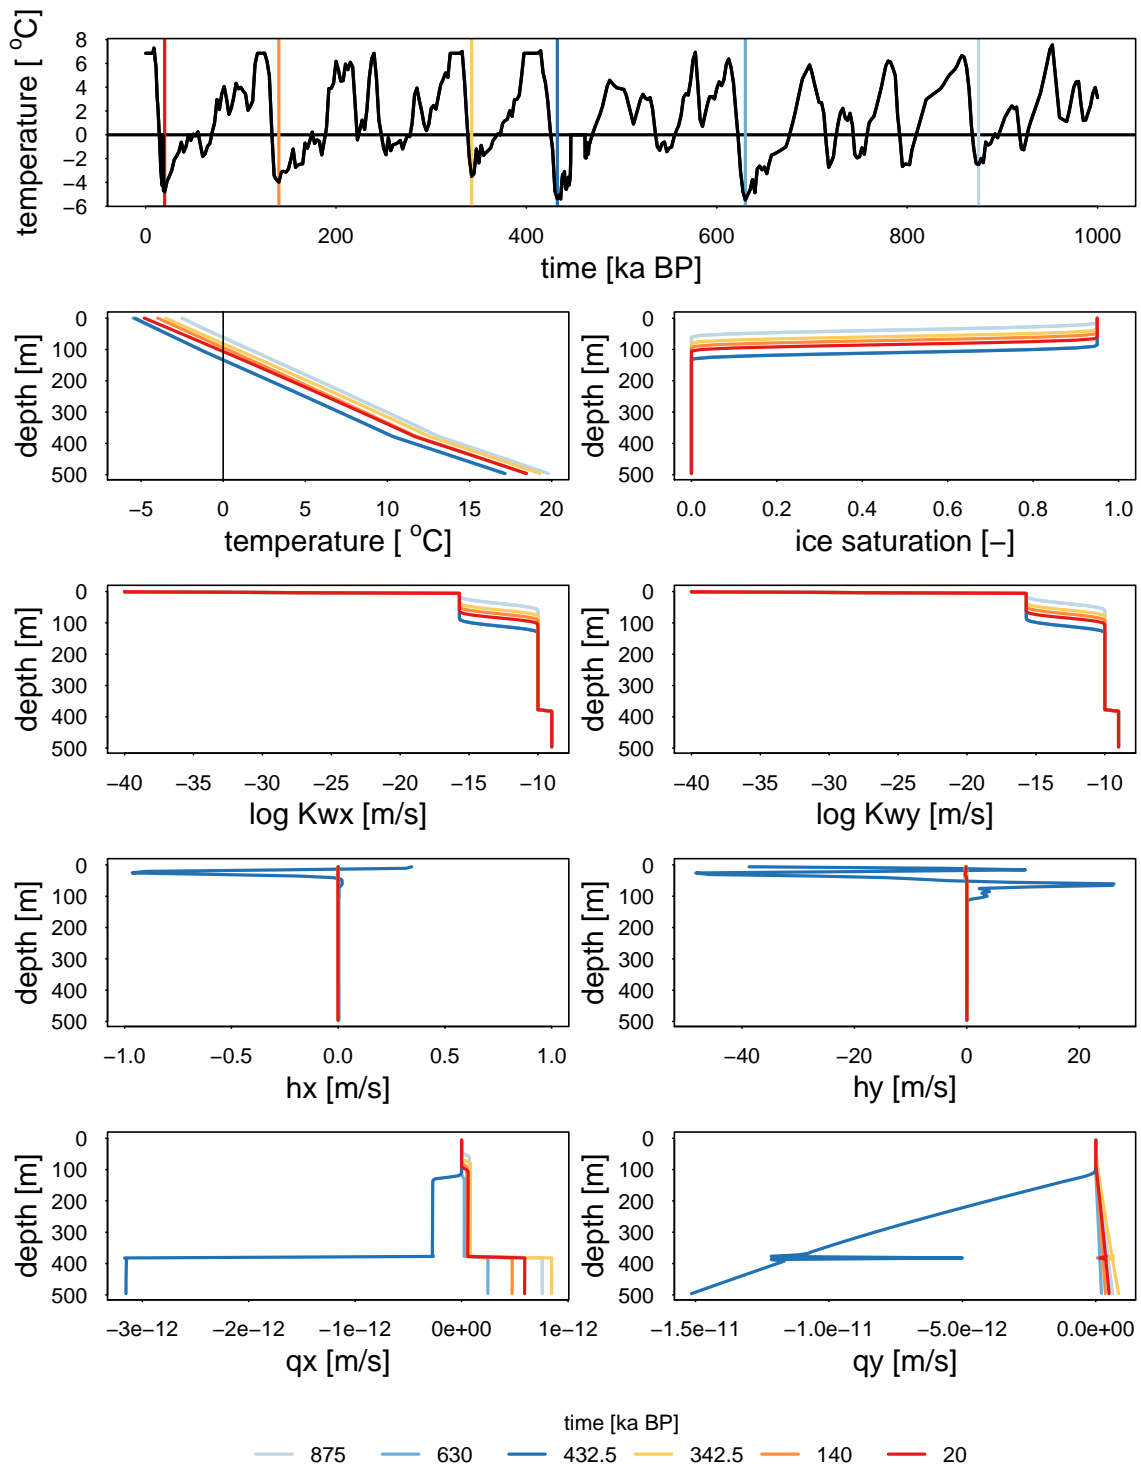 temperature [ °C]
8
6
4
2
0
−2
−4
−6
0 200 400 600 800 1000
time [ka BP]
depth [m]
0
100
200
300
400
500
−5 0 5 10 15 20
temperature [ °C]
depth [m]
0
100
200
300
400
500
0.0 0.2 0.4 0.6 0.8 1.0
ice saturation [−]
depth [m]
0
100
200
300
400
500
−40 −35 −30 −25 −20 −15 −10
log Kwx [m/s]
depth [m]
0
100
200
300
400
500
−40 −35 −30 −25 −20 −15 −10
log Kwy [m/s]
depth [m]
0
100
200
300
400
500
−1.0 −0.5 0.0 0.5 1.0
hx [m/s]
depth [m]
0
100
200
300
400
500
−40 −20 0 20
hy [m/s]
depth [m]
0
100
200
300
400
500
−3e−12 −2e−12 −1e−12 0e+00 1e−12
qx [m/s]
depth [m]
0
100
200
300
400
500
−1.5e−11 −1.0e−11 −5.0e−12 0.0e+00
qy [m/s]
time [ka BP]
875 630 432.5 342.5 140 20